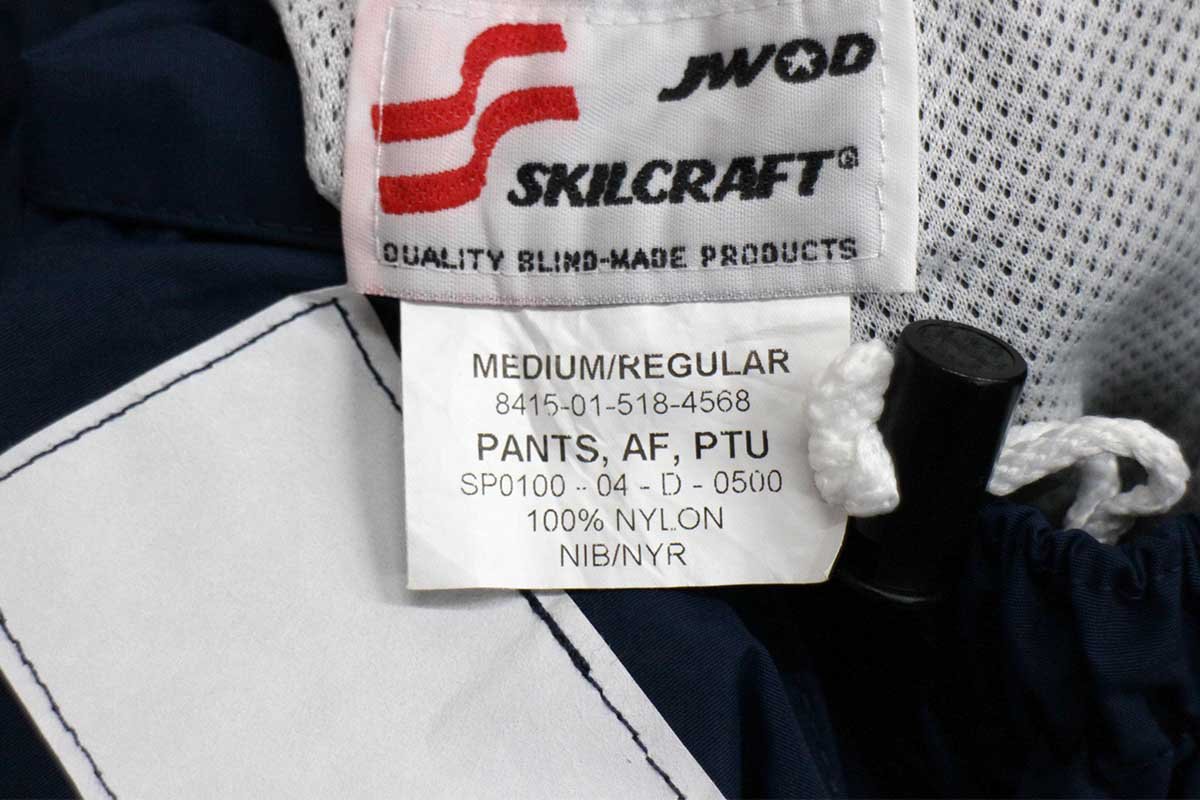 JWOD
SKILCRAFT®
QUALITY BLIND-MADE PRODUCTS
MEDIUM/REGULAR
8415-01-518-4568
PANTS, AF, PTU
SP0100 - 04 - D - 0500
100% NYLON
NIB/NYR